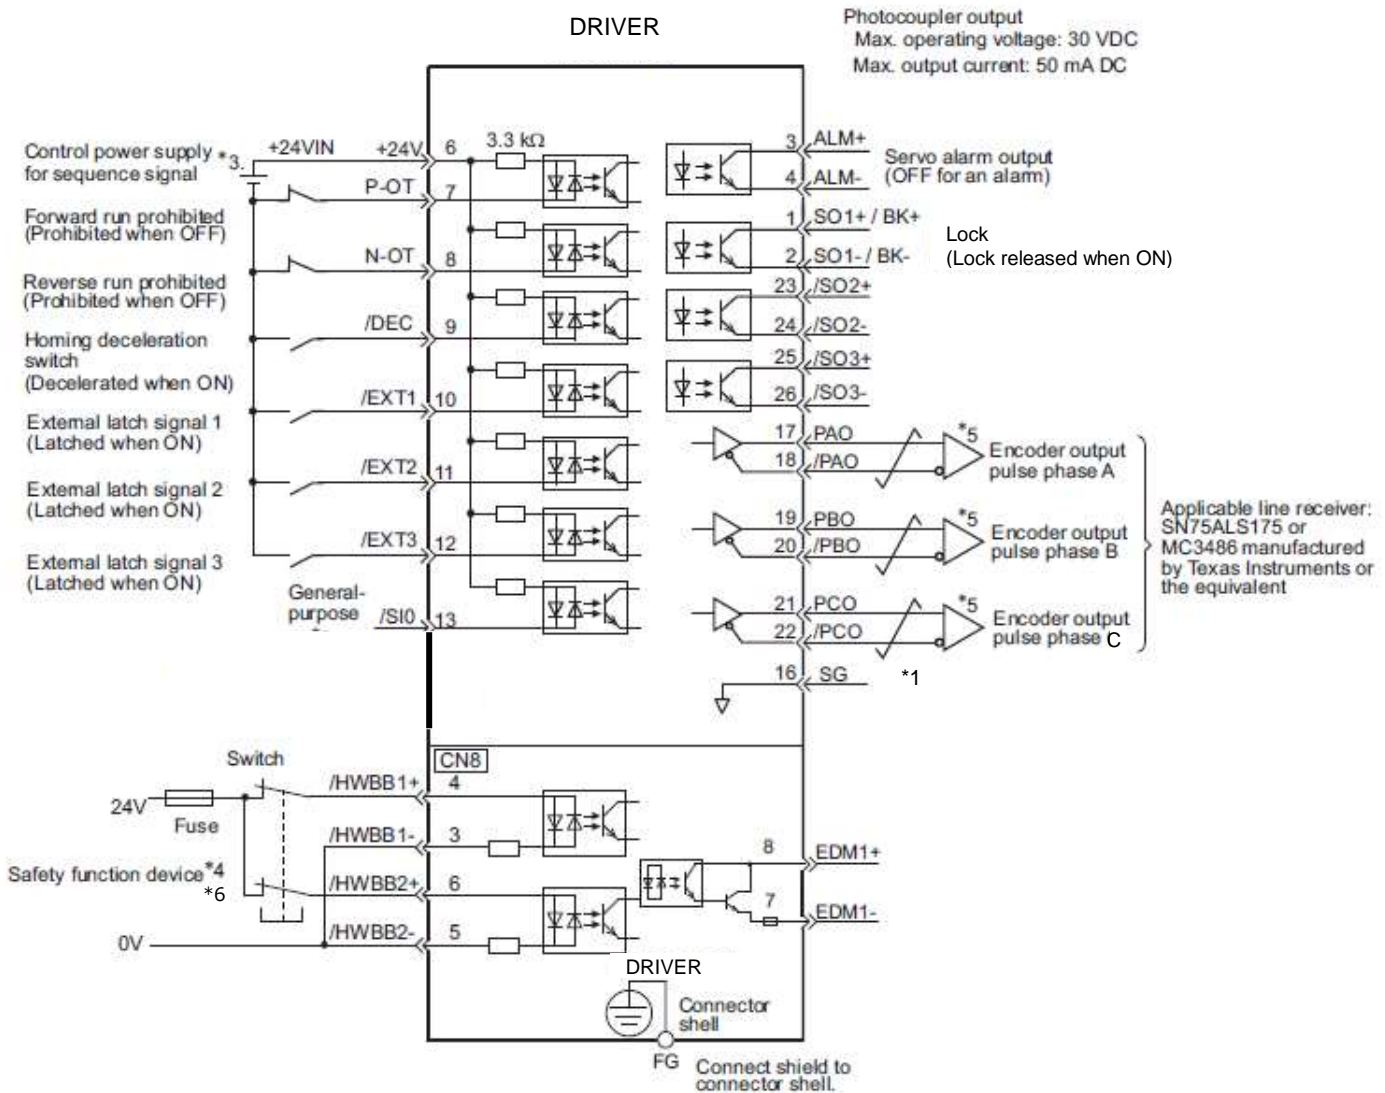 DRIVER
Photocoupler output
Max. operating voltage: 30 VDC
Max. output current: 50 mA DC
Control power supply *3.
for sequence signal
+24VIN
+24V
6
3.3 kΩ
P-OT
7
Forward run prohibited
(Prohibited when OFF)
N-OT
8
Reverse run prohibited
(Prohibited when OFF)
/DEC
9
Homing deceleration
switch
(Decelerated when ON)
/EXT1
10
External latch signal 1
(Latched when ON)
/EXT2
11
External latch signal 2
(Latched when ON)
/EXT3
12
External latch signal 3
(Latched when ON)
General-
purpose
/SI0
13
3 ALM+
4 ALM-
Servo alarm output
(OFF for an alarm)
1 SO1+ / BK+
2 SO1- / BK-
Lock
(Lock released when ON)
23 /SO2+
24 /SO2-
25 /SO3+
26 /SO3-
17 PAO
18 /PAO
*5
Encoder output
pulse phase A
19 PBO
20 /PBO
*5
Encoder output
pulse phase B
21 PCO
22 /PCO
*5
Encoder output
pulse phase C
Applicable line receiver:
SN75ALS175 or
MC3486 manufactured
by Texas Instruments or
the equivalent
16 SG
*1
CN8
Switch
24V
Fuse
/HWBB1+
4
/HWBB1-
3
Safety function device*4
*6
/HWBB2+
6
0V
/HWBB2-
5
8
EDM1+
7
EDM1-
DRIVER
Connector
shell
FG
Connect shield to
connector shell.